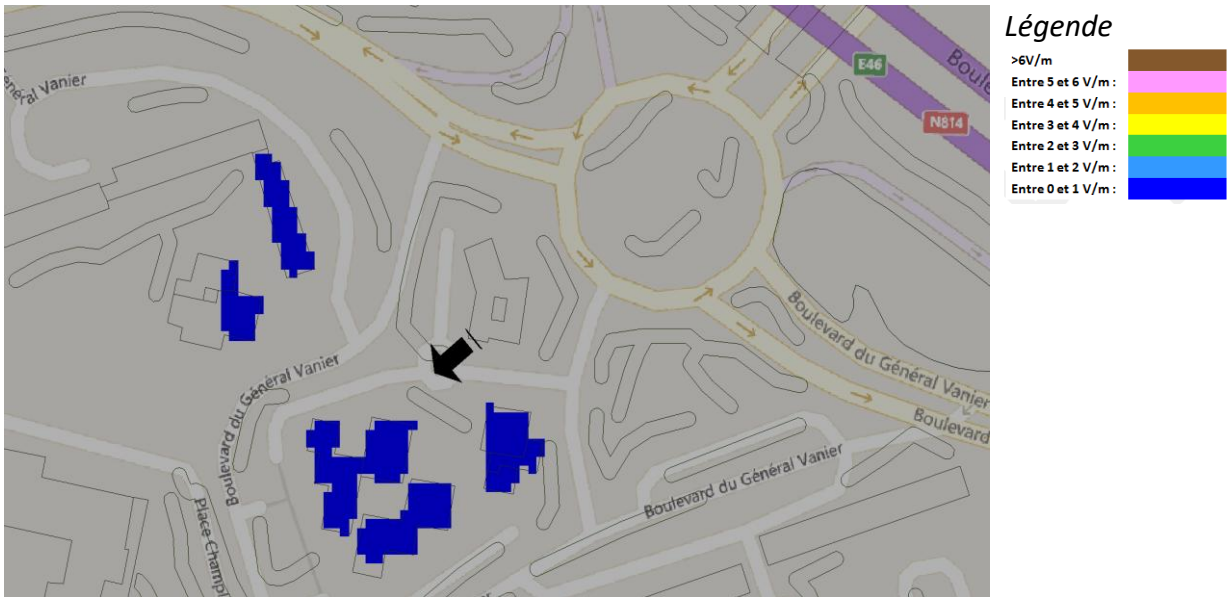 Légende
>6V/m
Entre 5 et 6 V/m :
Entre 4 et 5 V/m :
Entre 3 et 4 V/m :
Entre 2 et 3 V/m :
Entre 1 et 2 V/m :
Entre 0 et 1 V/m :
E46
N814
Boulev
Général Vanier
Boulevard du Général Vanier
Boulevard du Général Vanier
Boulevard
Boulevard du Général Vanier
Place Champl